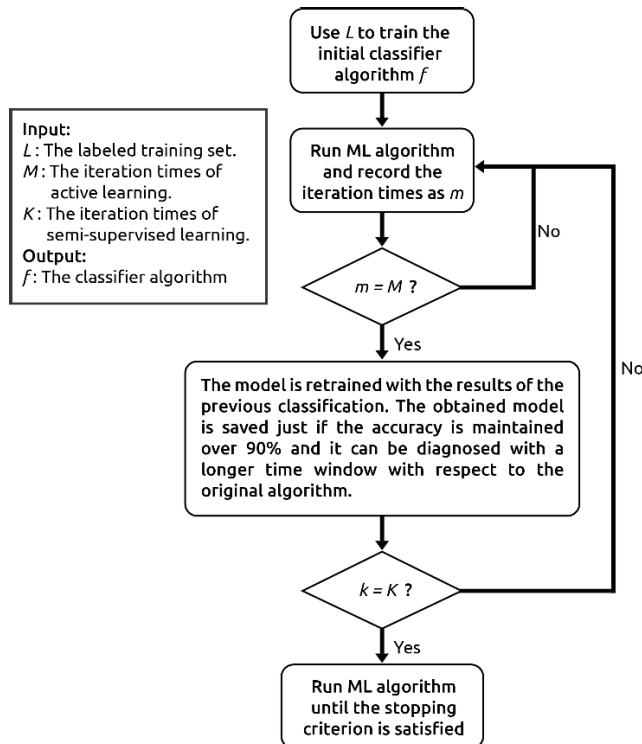 Use L to train the
initial classifier
algorithm f
Input:
L : The labeled training set.
M : The iteration times of
active learning.
K : The iteration times of
semi-supervised learning.
Output:
f : The classifier algorithm
Run ML algorithm
and record the
iteration times as m
No
m = M ?
Yes
No
The model is retrained with the results of the
previous classification. The obtained model
is saved just if the accuracy is maintained
over 90% and it can be diagnosed with a
longer time window with respect to the
original algorithm.
k = K ?
Yes
Run ML algorithm
until the stopping
criterion is satisfied